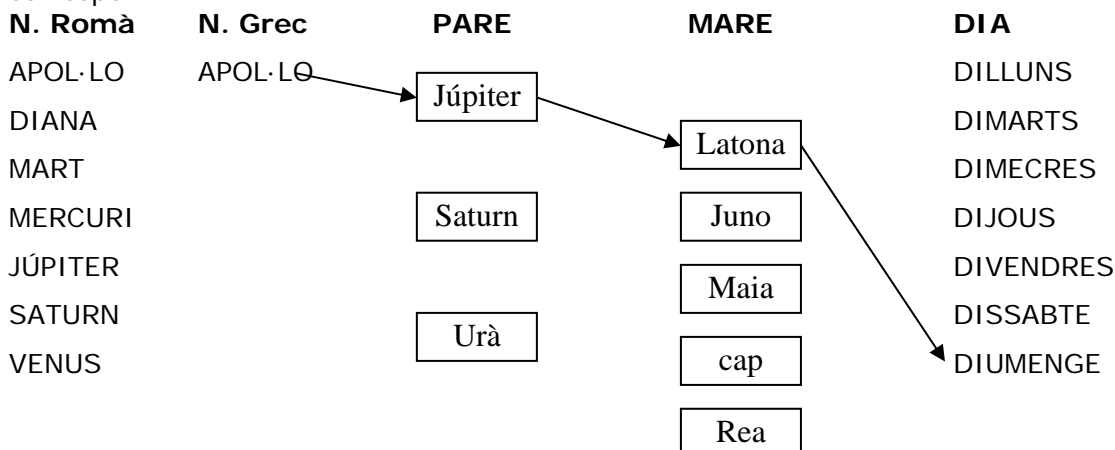 N. Romà N. Grec PARE MARE DIA
APOL·LO APOL·LO DILLUNS
Júpiter
DIANA DIMARTS
Latona
MART DIMECRES
MERCURI Saturn Juno DIJOUS
JÚPITER DIVENDRES
Maia
SATURN DISSABTE
Urà
VENUS cap DIUMENGE
Rea